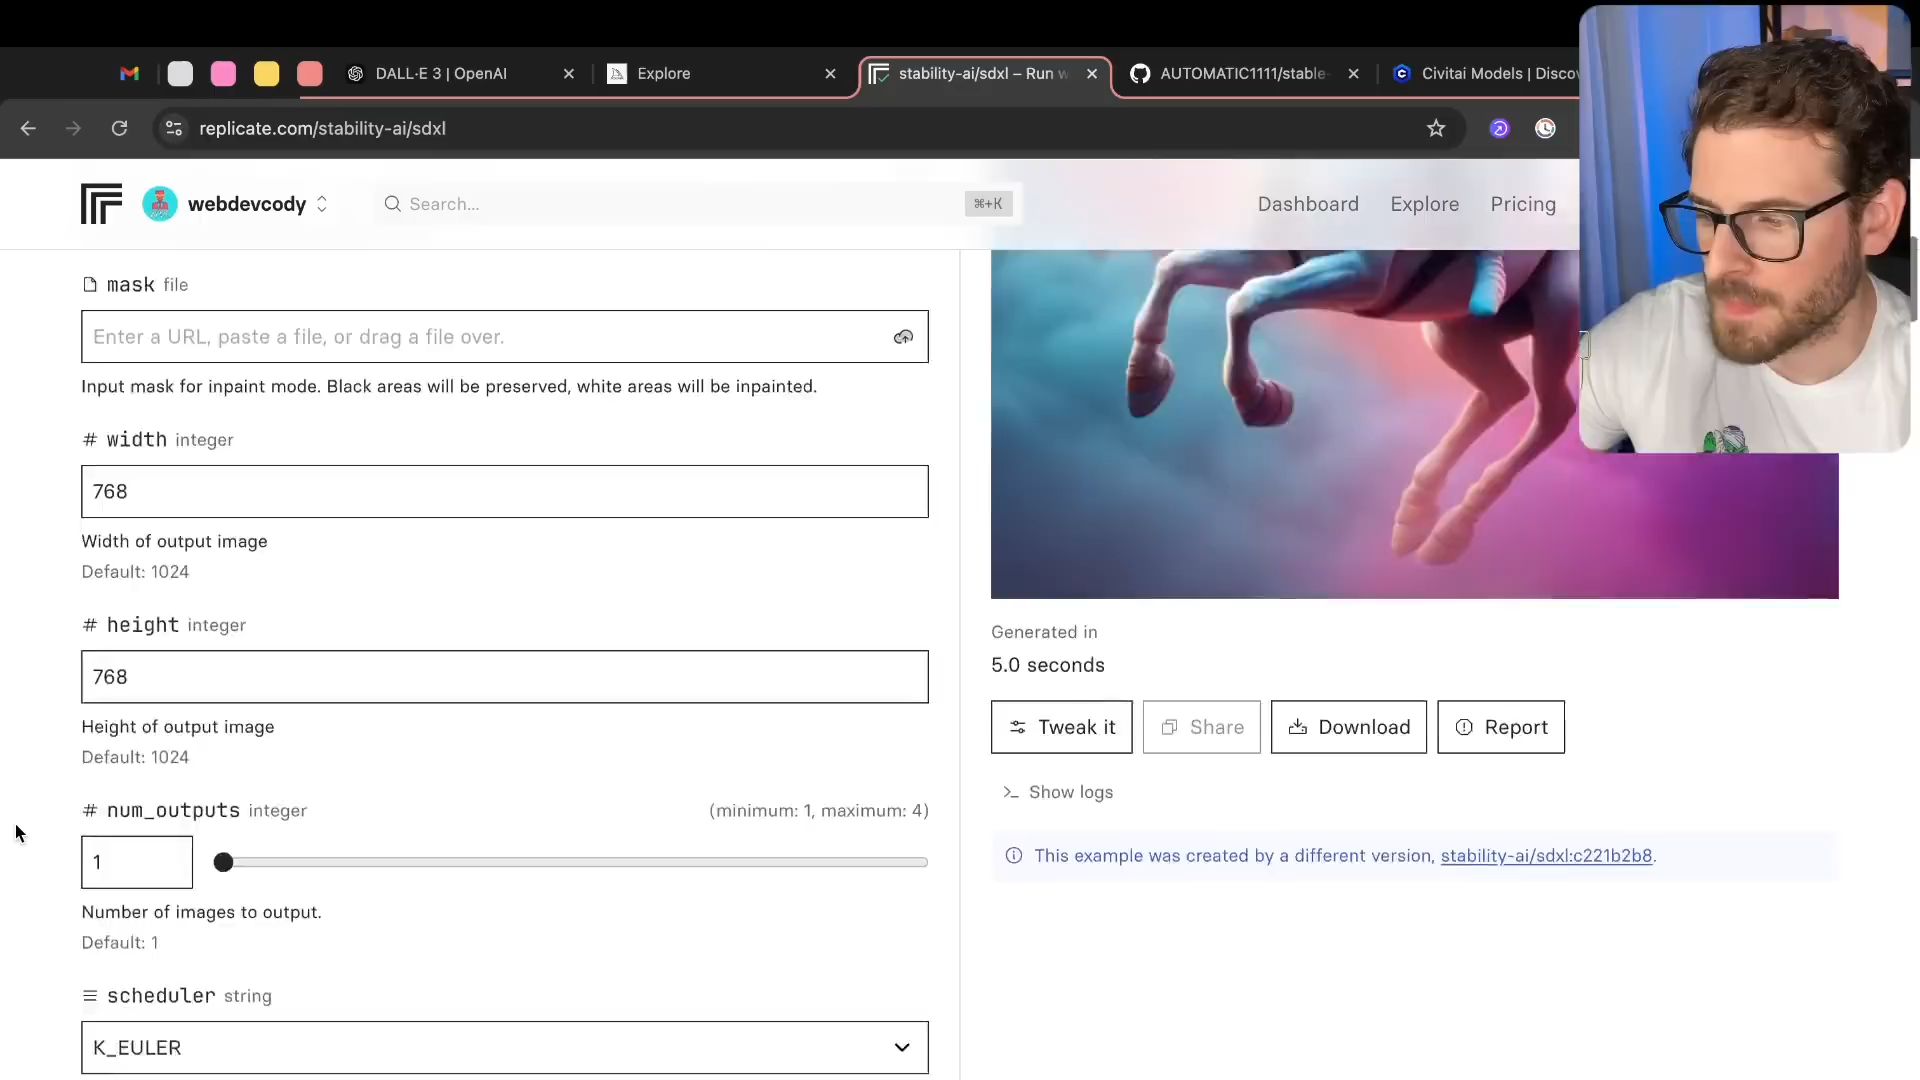 DALL·E 3 | OpenAI
Explore
stability-ai/sdxl – Run w
AUTOMATIC1111/stable-
Civitai Models | Disco
replicate.com/stability-ai/sdxl
webdevcody
Search...
⌘+K
Dashboard
Explore
Pricing
mask file
Enter a URL, paste a file, or drag a file over.
Input mask for inpaint mode. Black areas will be preserved, white areas will be inpainted.
# width integer
768
Width of output image
Default: 1024
# height integer
768
Height of output image
Default: 1024
# num_outputs integer
(minimum: 1, maximum: 4)
1
Number of images to output.
Default: 1
scheduler string
K_EULER
Generated in
5.0 seconds
Tweak it
Share
Download
Report
Show logs
This example was created by a different version, stability-ai/sdxl:c221b2b8.